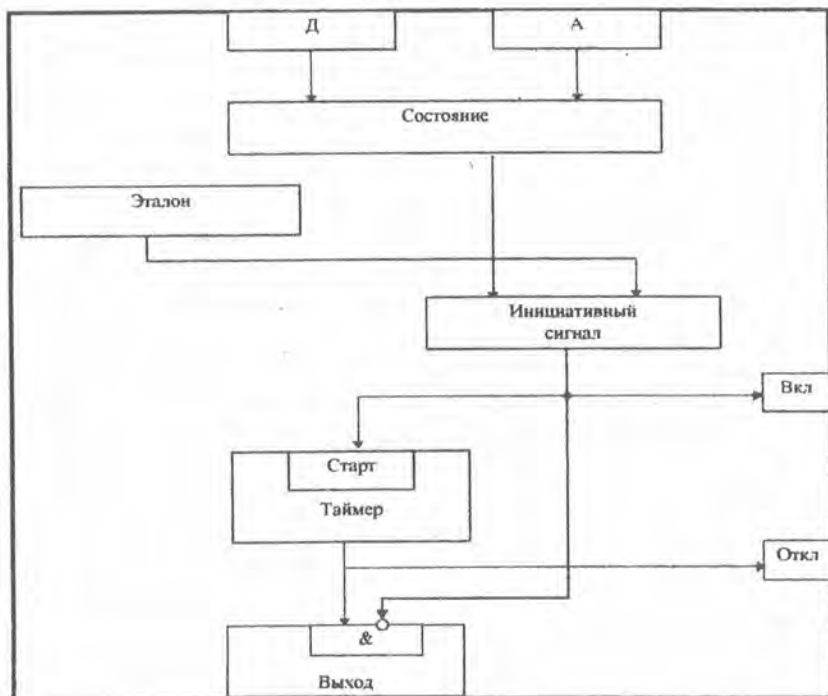 Д
А
Состояние
Эталон
Инициативный
сигнал
Вкл
Старт
Таймер
Откл
&
Выход